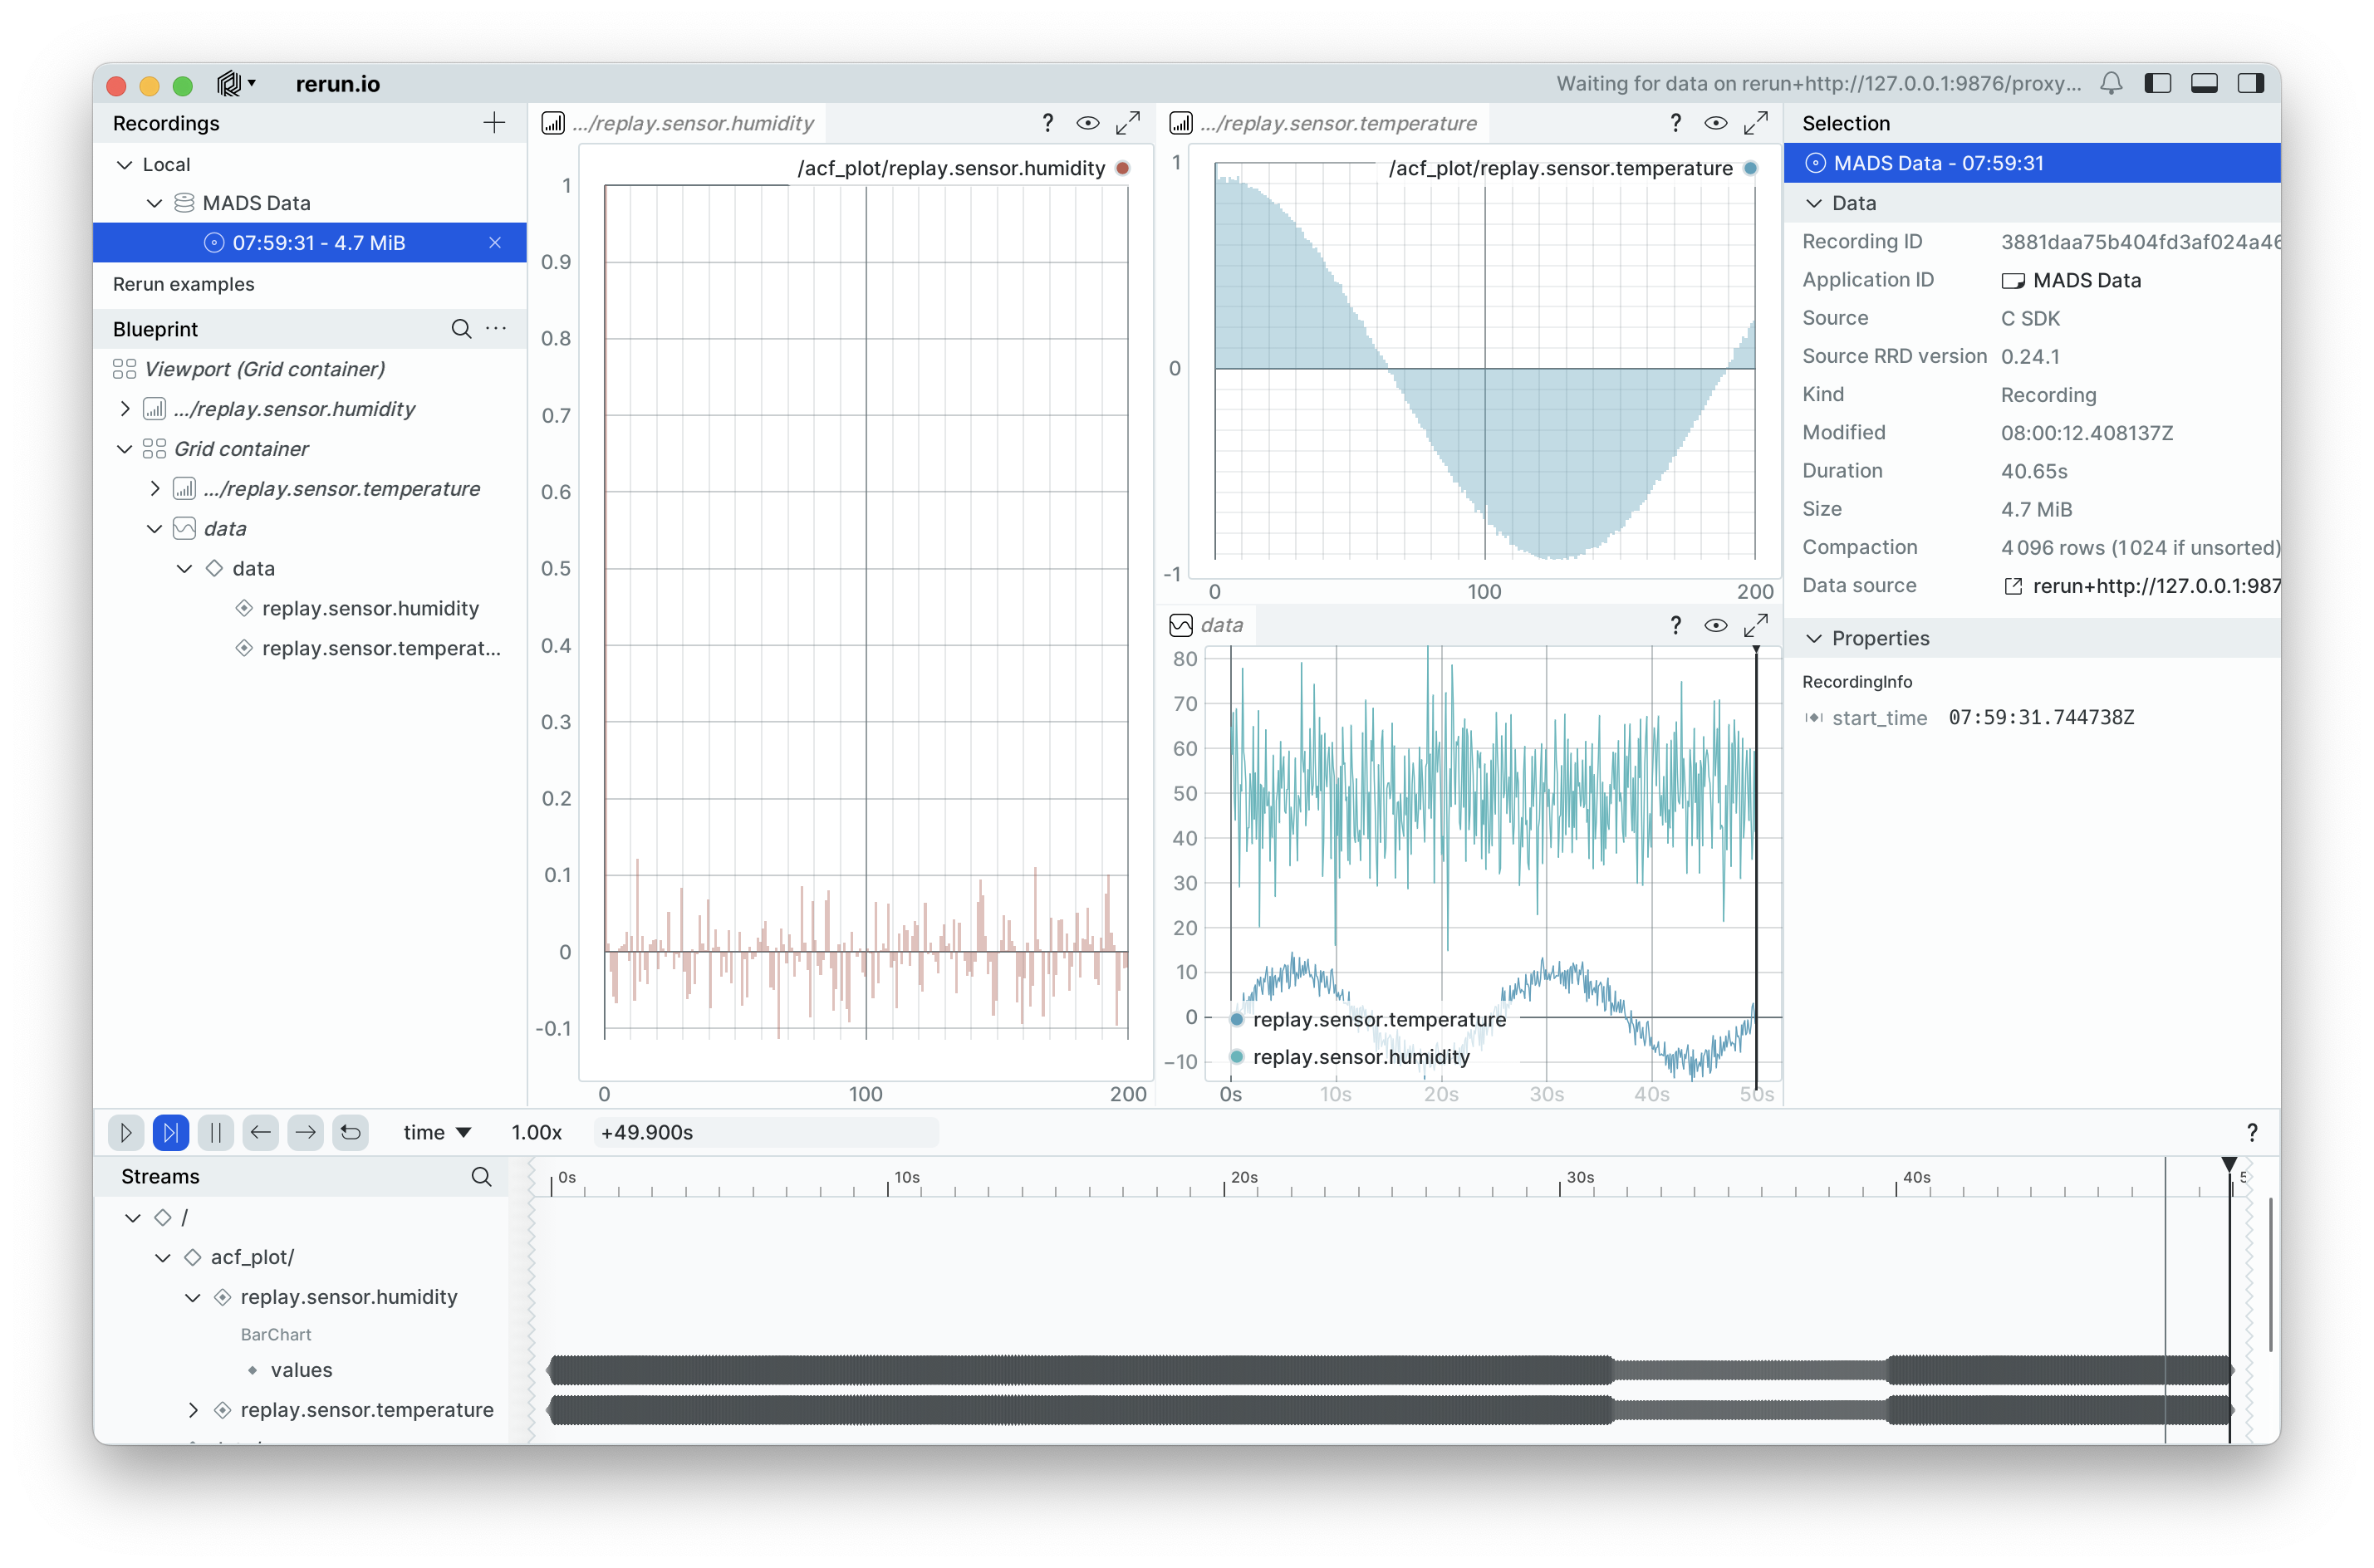 rerun.io
Waiting for data on rerun+http://127.0.0.1:9876/proxy...
Recordings
Local
MADS Data
07:59:31 - 4.7 MiB
Rerun examples
Blueprint
Viewport (Grid container)
.../replay.sensor.humidity
Grid container
.../replay.sensor.temperature
data
data
replay.sensor.humidity
replay.sensor.temperat...
.../replay.sensor.humidity
?
/acf_plot/replay.sensor.humidity
1
0.9
0.8
0.7
0.6
0.5
0.4
0.3
0.2
0.1
0
-0.1
0 100 200
.../replay.sensor.temperature
?
/acf_plot/replay.sensor.temperature
1
0
-1
0 100 200
data
?
80
70
60
50
40
30
20
10
0
−10
replay.sensor.temperature
replay.sensor.humidity
0s 10s 20s 30s 40s 50s
Selection
MADS Data - 07:59:31
Data
Recording ID 3881daa75b404fd3af024a46
Application ID MADS Data
Source C SDK
Source RRD version 0.24.1
Kind Recording
Modified 08:00:12.408137Z
Duration 40.65s
Size 4.7 MiB
Compaction 4 096 rows (1 024 if unsorted)
Data source rerun+http://127.0.0.1:987
Properties
RecordingInfo
start_time 07:59:31.744738Z
time 1.00x +49.900s ?
Streams
0s 10s 20s 30s 40s 5
/
acf_plot/
replay.sensor.humidity
BarChart
values
replay.sensor.temperature